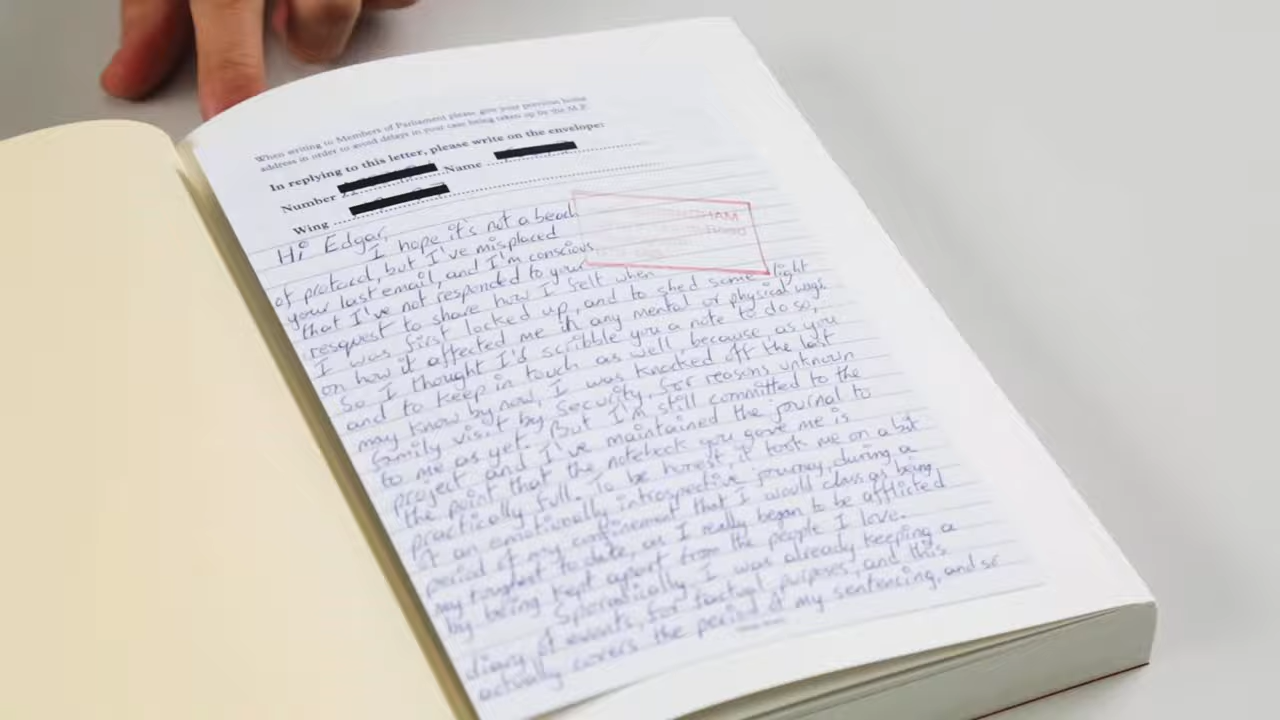 When writing to Members of Parliament please give your previous home
address in order to avoid delays in your case being taken up by the M.P.
In replying to this letter, please write on the envelope:
Number Name
Wing
Hi Edgar,
I hope it's not a beach
of protocol, but I've misplaced
your last email, and I'm conscious
that I've not responded to your
resquest to share how I felt when
I was first locked up, and to shed some light
on how it affected me in any mental or physical ways.
So I thought I'd scribble you a note to do so,
and to keep in touch as well because as you
may know by now, I was knocked off the last
family visit by security, for reasons unknown
to me as yet. But I'm still committed to the
project and I've maintained the journal to
the point that the notebook you gave me is
practically full. To be honest, it took me on a bit
of an emotionally introspective journey, during a
period of my confinement that I would class as being
my toughest to date, as I really began to be afflicted
by being kept apart from the people I love.
Sporadically I was already keeping a
diary of events, for factual purposes, and this
actually covers the period of my sentencing, and so
HAM